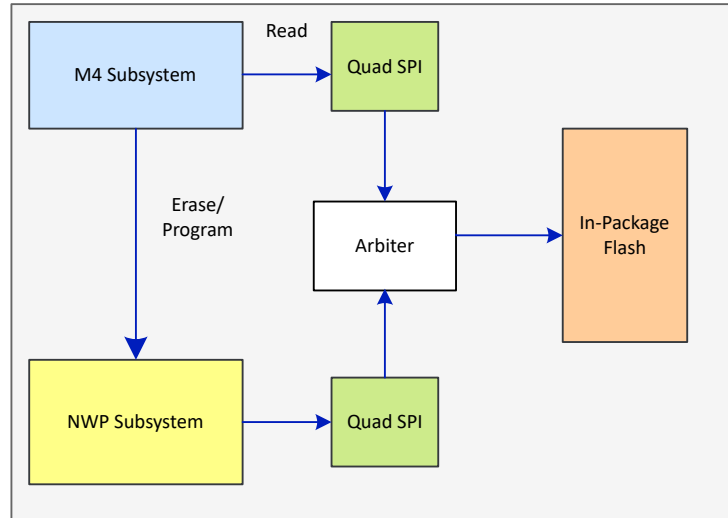 Read
M4 Subsystem
Quad SPI
Erase/
Program
Arbiter
In-Package
Flash
NWP Subsystem
Quad SPI